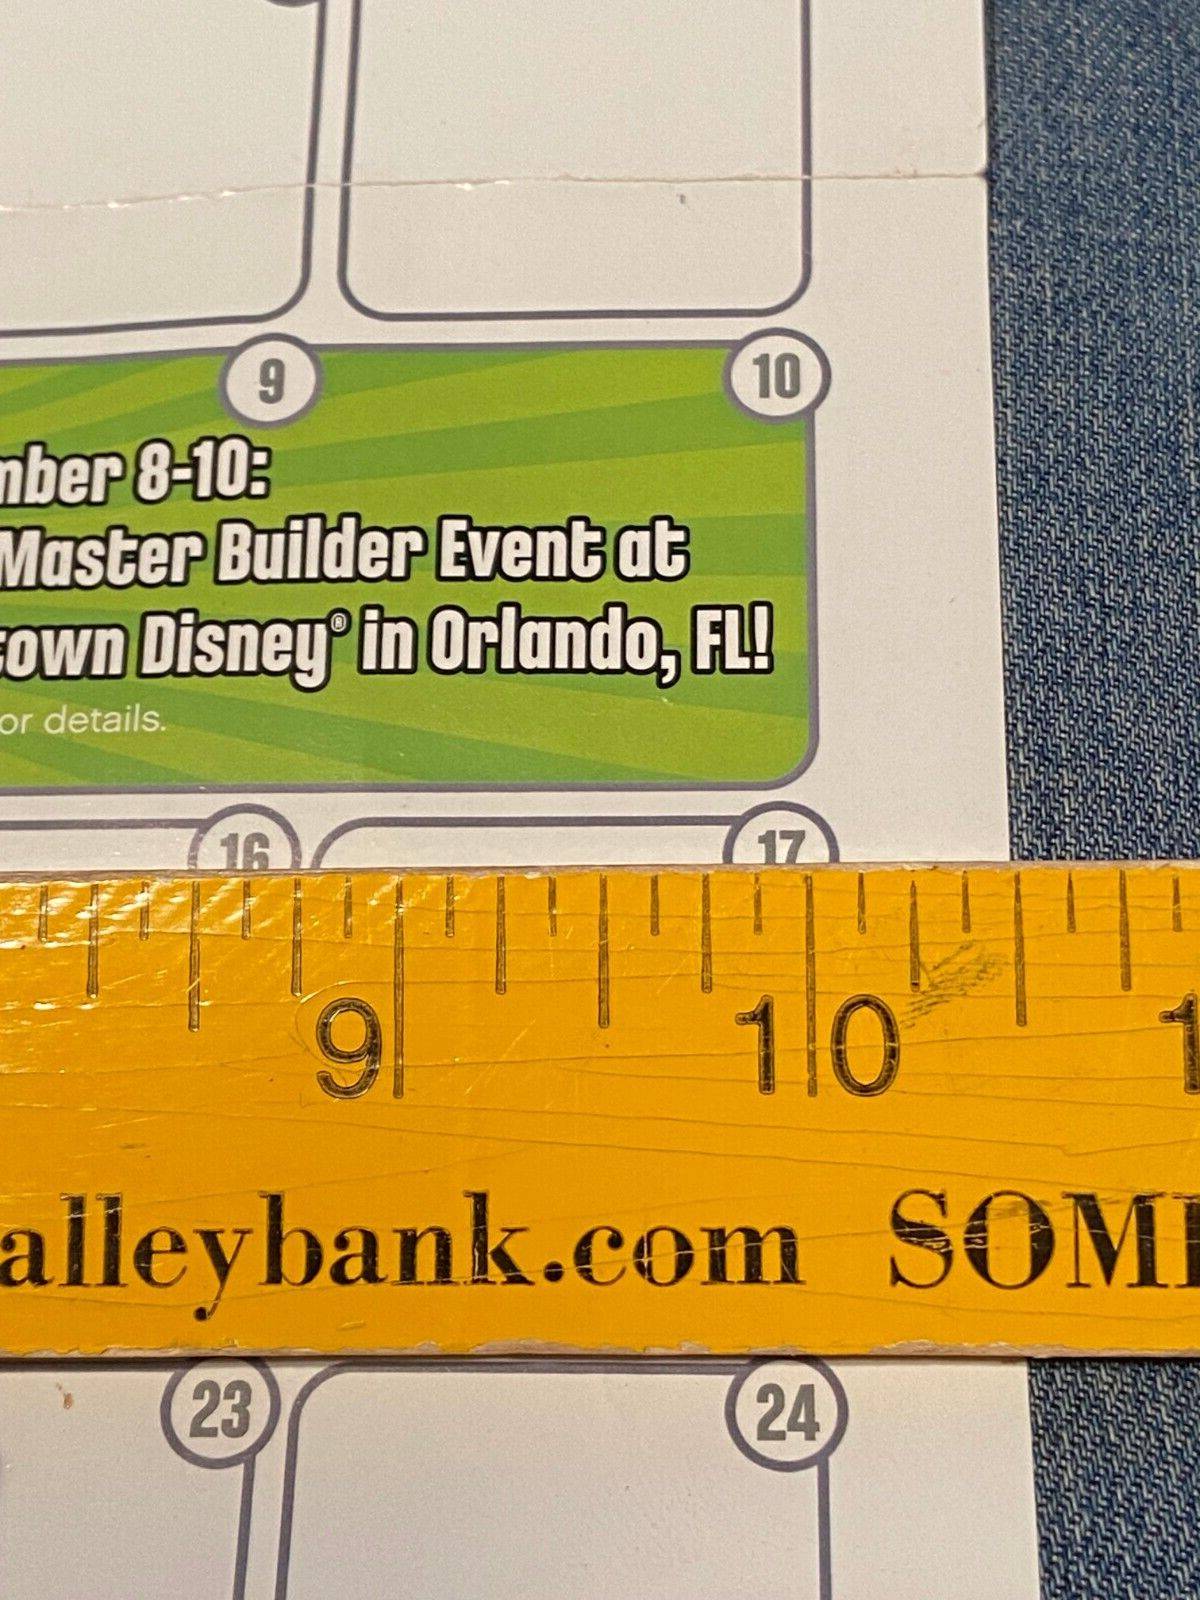 9
10
mber 8-10:
Master Builder Event at
town Disney® in Orlando, FL!
or details.
16
17
9
10
alleybank.com
SOM
23
24